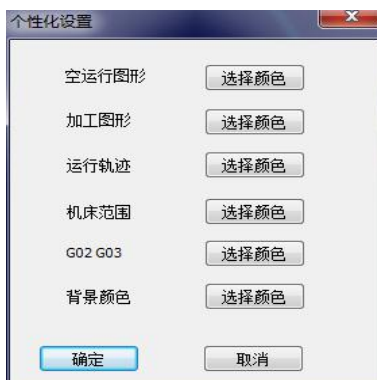 个性化设置
空运行图形 选择颜色
加工图形 选择颜色
运行轨迹 选择颜色
机床范围 选择颜色
G02 G03 选择颜色
背景颜色 选择颜色
确定 取消